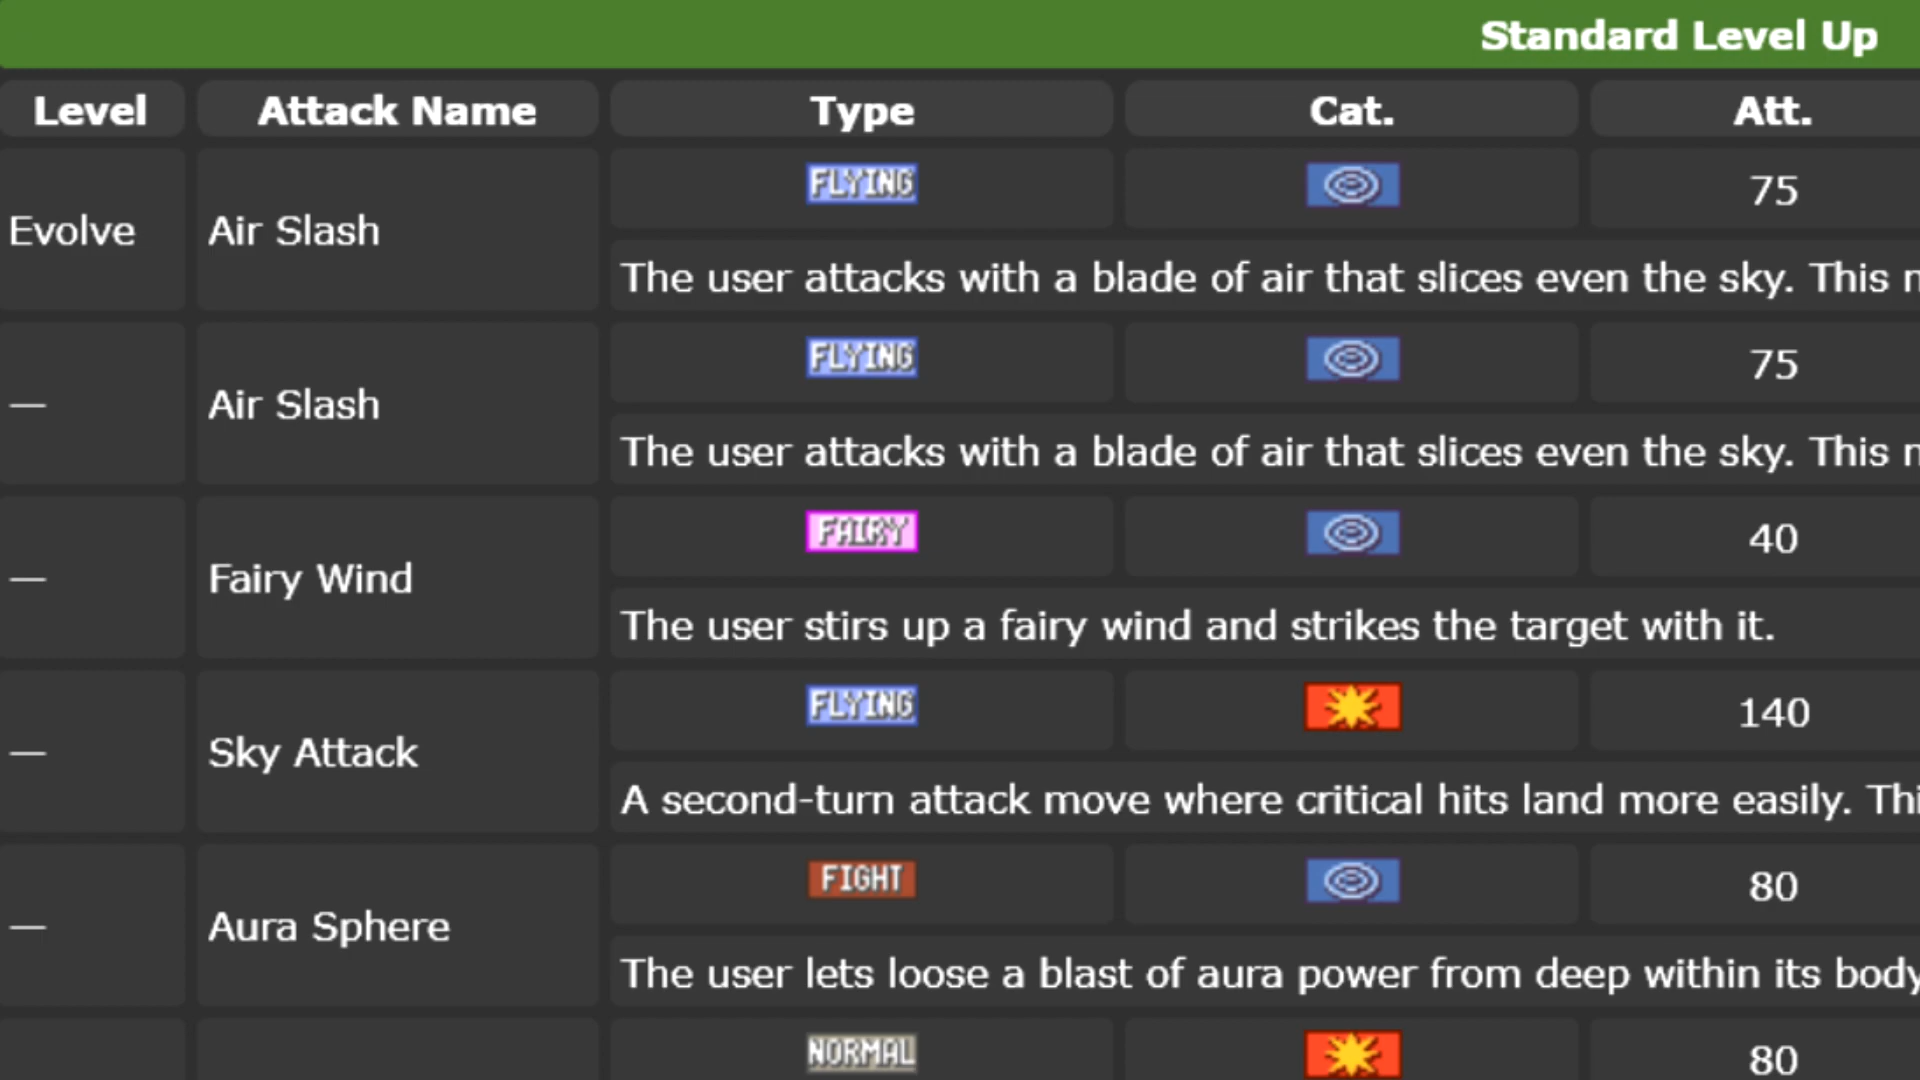 Standard Level Up
Level Attack Name Type Cat. Att.
Evolve Air Slash FLYING 75
The user attacks with a blade of air that slices even the sky. This
— Air Slash FLYING 75
The user attacks with a blade of air that slices even the sky. This
— Fairy Wind FAIRY 40
The user stirs up a fairy wind and strikes the target with it.
— Sky Attack FLYING 140
A second-turn attack move where critical hits land more easily.
— Aura Sphere FIGHT 80
The user lets loose a blast of aura power from deep within its body
NORMAL 80